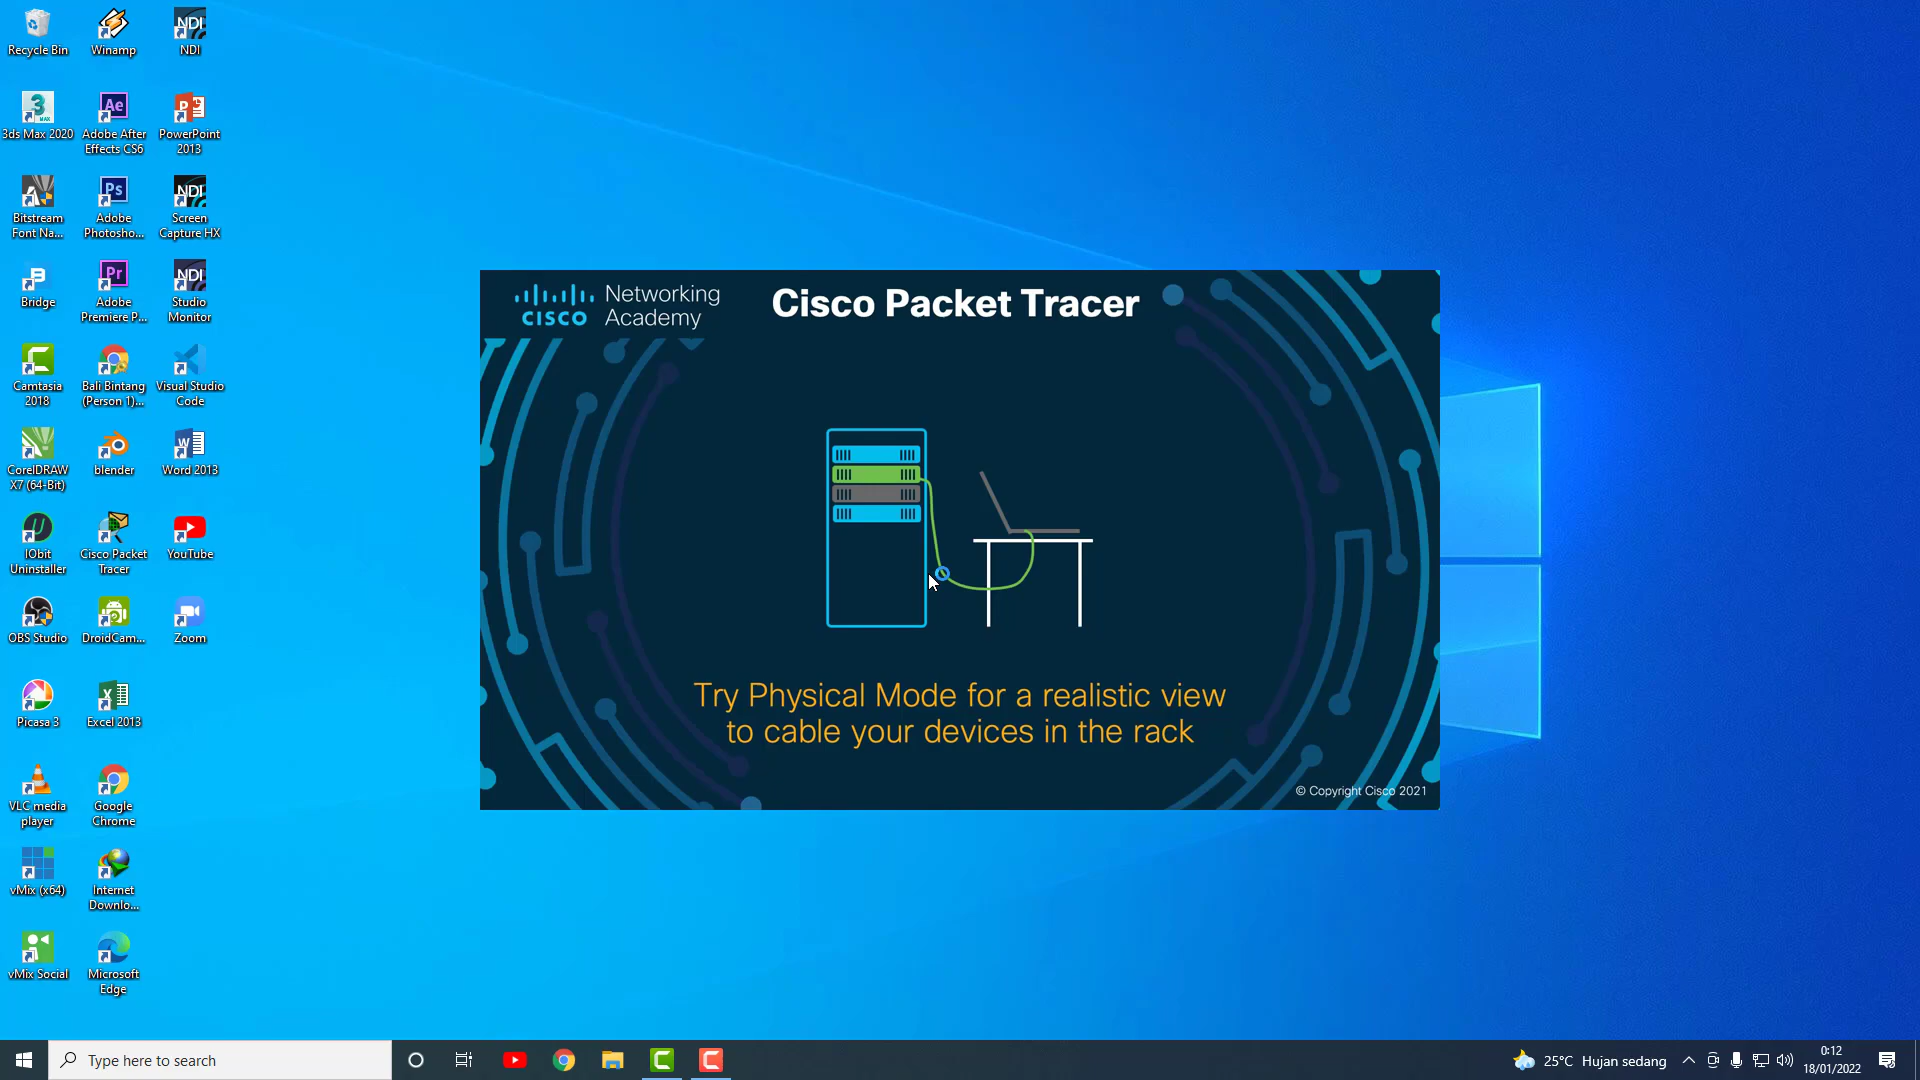 Recycle Bin
Winamp
NDI
3ds Max 2020
Adobe After
Effects CS6
PowerPoint
2013
Bitstream
Font Na...
Adobe
Photosho...
Screen
Capture HX
Bridge
Adobe
Premiere P...
Studio
Monitor
Camtasia
2018
Bali Bintang
(Person 1)...
Visual Studio
Code
CorelDRAW
X7 (64-Bit)
blender
Word 2013
IObit
Uninstaller
Cisco Packet
Tracer
YouTube
OBS Studio
DroidCam...
Zoom
Picasa 3
Excel 2013
VLC media
player
Google
Chrome
vMix (x64)
Internet
Downlo...
vMix Social
Microsoft
Edge
CISCO
Networking
Academy
Cisco Packet Tracer
Try Physical Mode for a realistic view
to cable your devices in the rack
© Copyright Cisco 2021
Type here to search
25°C Hujan sedang
0:12
18/01/2022